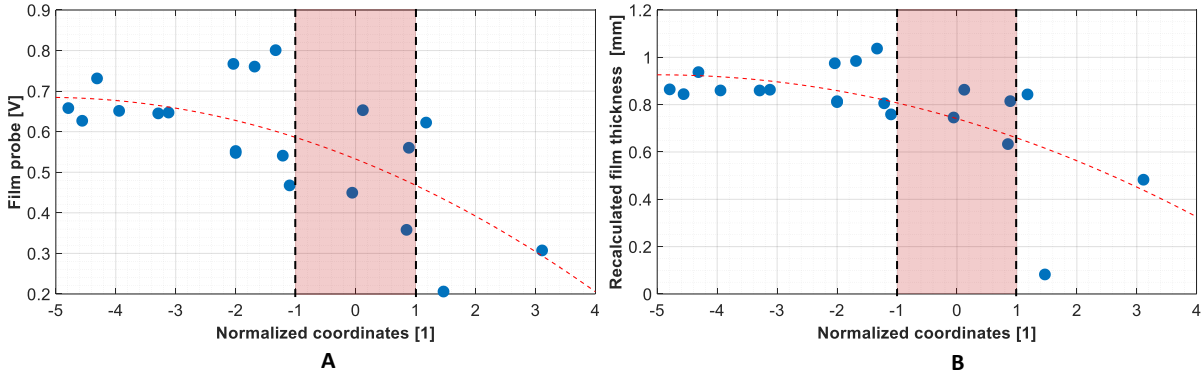 0.9
0.8
0.7
0.6
0.5
0.4
0.3
0.2
Film probe [V]
-5 -4 -3 -2 -1 0 1 2 3 4
Normalized coordinates [1]
A
1.2
1
0.8
0.6
0.4
0.2
0
Recalculated film thickness [mm]
-5 -4 -3 -2 -1 0 1 2 3 4
Normalized coordinates [1]
B